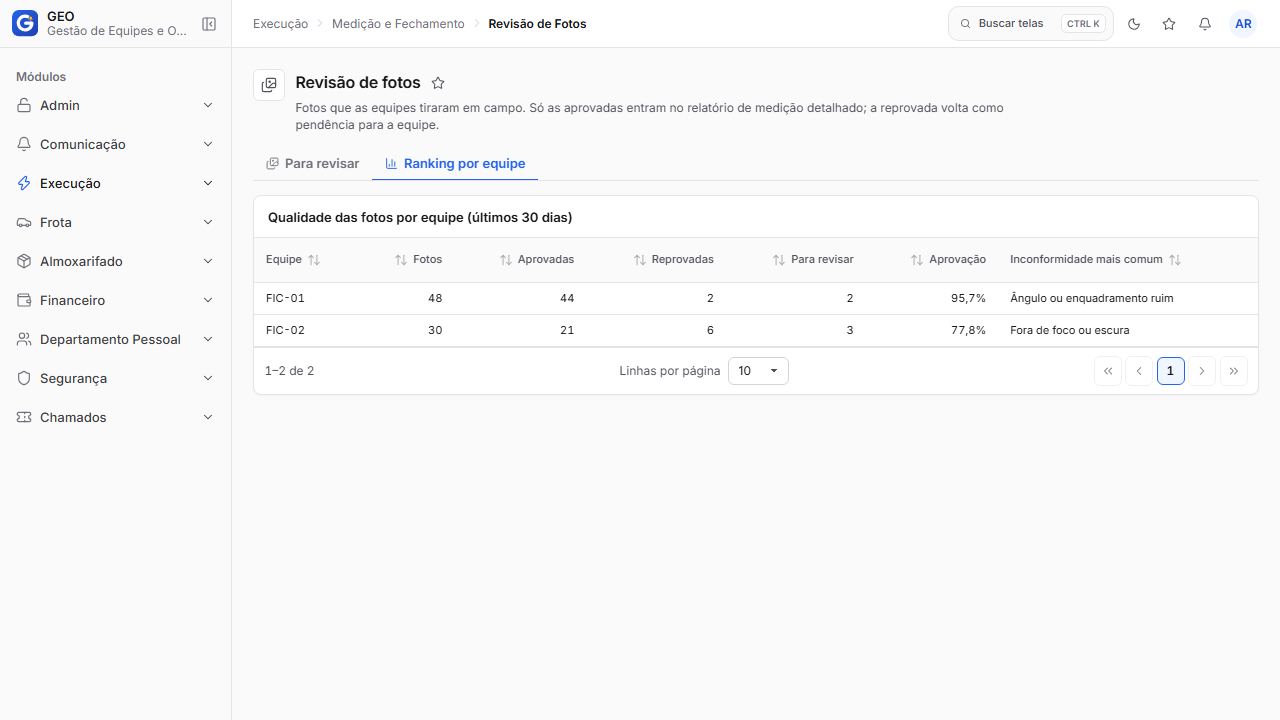 GEO
Gestão de Equipes e O...
Execução
Medição e Fechamento
Revisão de Fotos
Buscar telas
CTRL K
AR
Módulos
Admin
Comunicação
Execução
Frota
Almoxarifado
Financeiro
Departamento Pessoal
Segurança
Chamados
Revisão de fotos
Fotos que as equipes tiraram em campo. Só as aprovadas entram no relatório de medição detalhado; a reprovada volta como
pendência para a equipe.
Para revisar
Ranking por equipe
Qualidade das fotos por equipe (últimos 30 dias)
Equipe Fotos Aprovadas Reprovadas Para revisar Aprovação Inconformidade mais comum
FIC-01 48 44 2 2 95,7% Ângulo ou enquadramento ruim
FIC-02 30 21 6 3 77,8% Fora de foco ou escura
1–2 de 2
Linhas por página
10
1